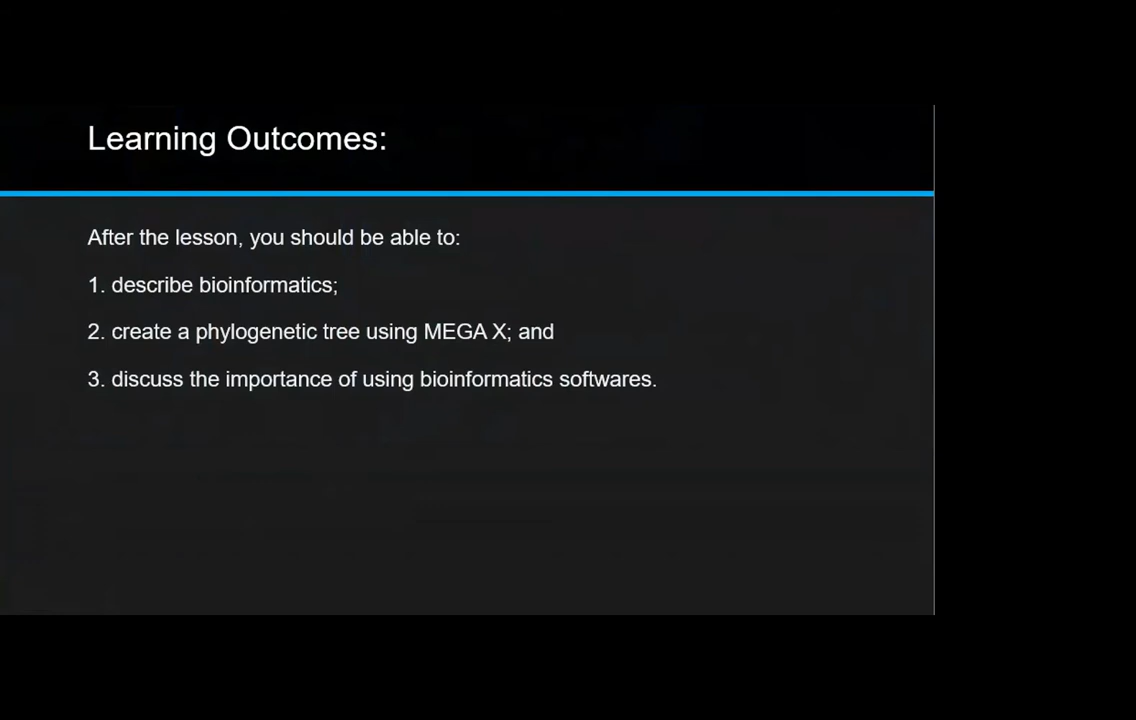 Learning Outcomes:
After the lesson, you should be able to:
1. describe bioinformatics;
2. create a phylogenetic tree using MEGA X; and
3. discuss the importance of using bioinformatics softwares.